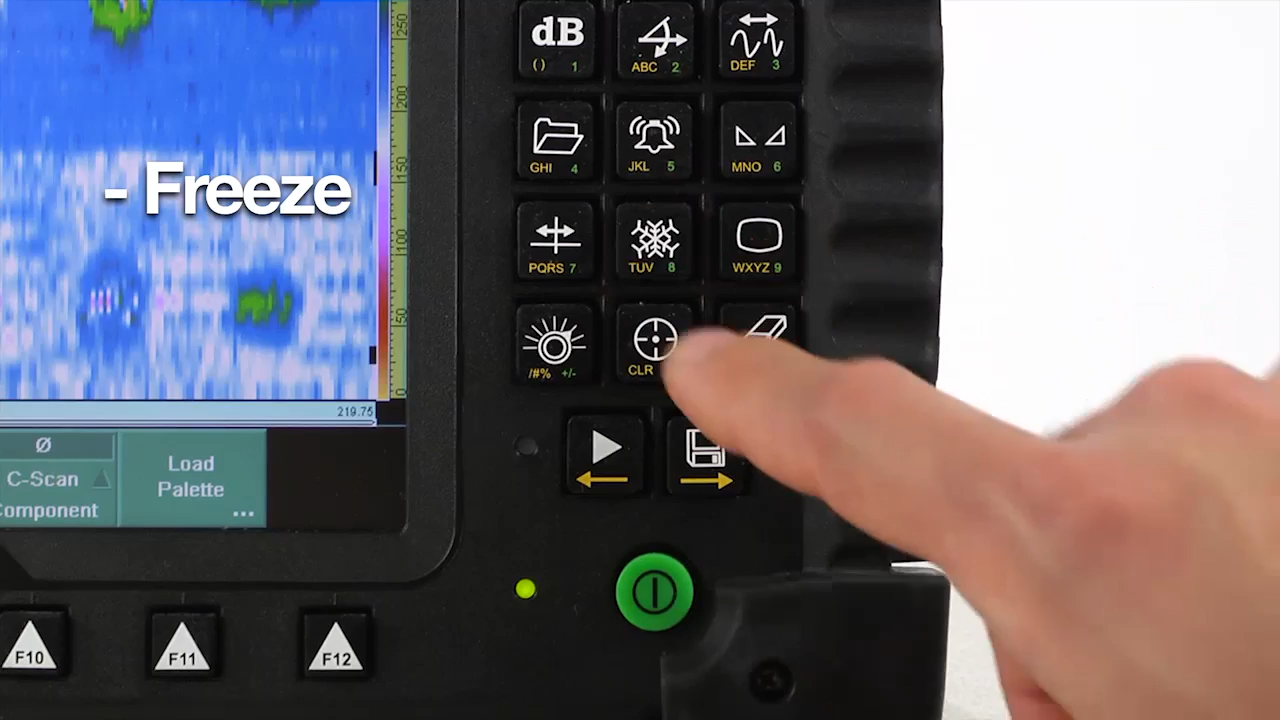 250
200
150
100
50
0
- Freeze
219.75
Ø
C-Scan
Component
Load
Palette
...
dB
() 1
ABC 2
DEF 3
GHI 4
JKL 5
MNO 6
PQRS 7
TUV 8
WXYZ 9
/#% +/-
CLR
F10
F11
F12